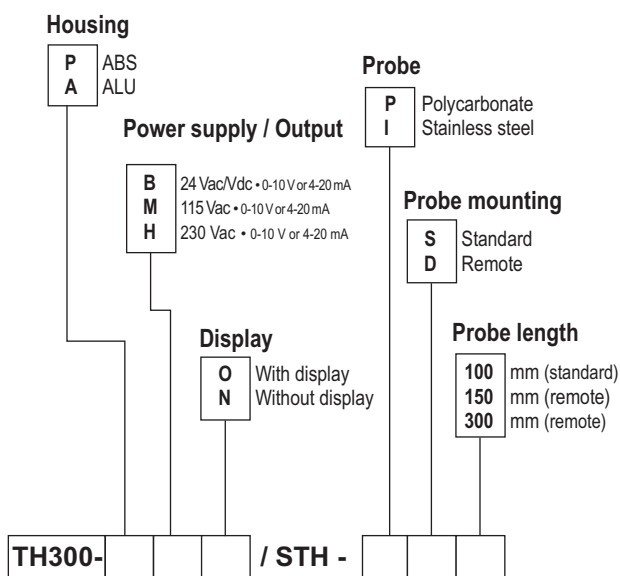 Housing
P ABS
A ALU
Power supply / Output
B 24 Vac/Vdc • 0-10 V or 4-20 mA
M 115 Vac • 0-10 V or 4-20 mA
H 230 Vac • 0-10 V or 4-20 mA
Display
O With display
N Without display
Probe
P Polycarbonate
I Stainless steel
Probe mounting
S Standard
D Remote
Probe length
100 mm (standard)
150 mm (remote)
300 mm (remote)
TH300- / STH -